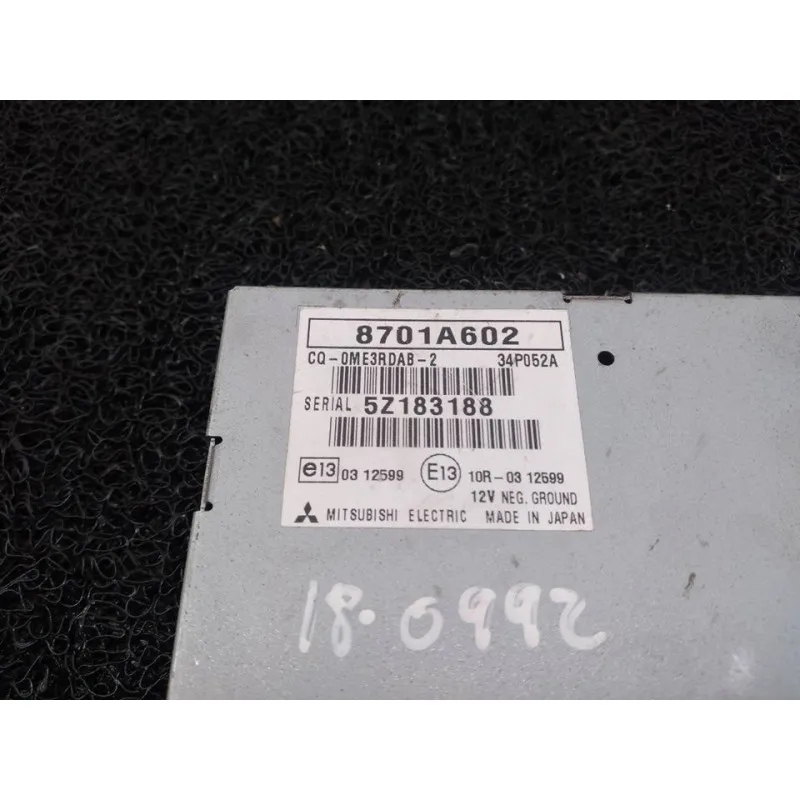 8701A602
CQ-0ME3RDAB-2 34P052A
SERIAL 5Z183188
e13 03 12599 E13 10R-03 12599
12V NEG. GROUND
MITSUBISHI ELECTRIC MADE IN JAPAN
18-0992